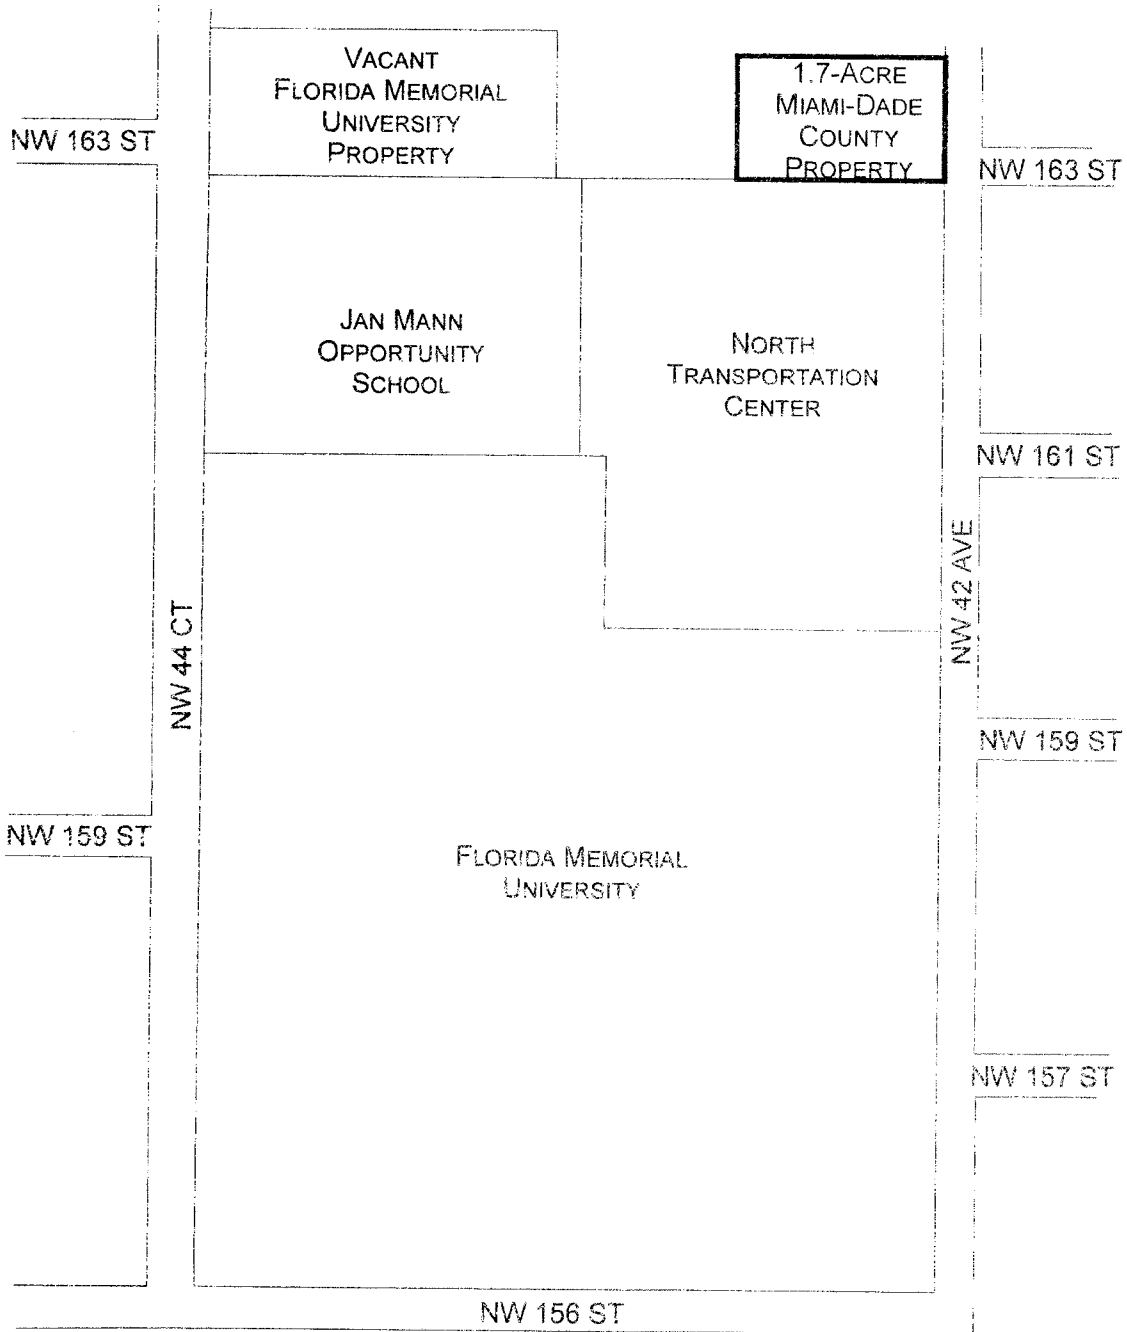 VACANT
FLORIDA MEMORIAL
UNIVERSITY
PROPERTY
1.7-ACRE
MIAMI-DADE
COUNTY
PROPERTY
NW 163 ST
NW 163 ST
JAN MANN
OPPORTUNITY
SCHOOL
NORTH
TRANSPORTATION
CENTER
NW 161 ST
NW 42 AVE
NW 44 CT
NW 159 ST
NW 159 ST
FLORIDA MEMORIAL
UNIVERSITY
NW 157 ST
NW 156 ST